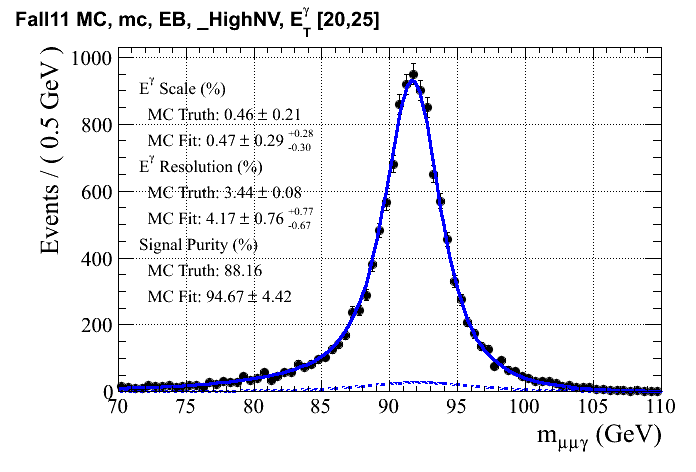 Fall11 MC, mc, EB, _HighNV, E_T^γ [20,25]
Events / ( 0.5 GeV )
1000
800
600
400
200
0
E^γ Scale (%)
MC Truth: 0.46 ± 0.21
MC Fit: 0.47 ± 0.29 +0.28 -0.30
E^γ Resolution (%)
MC Truth: 3.44 ± 0.08
MC Fit: 4.17 ± 0.76 +0.77 -0.67
Signal Purity (%)
MC Truth: 88.16
MC Fit: 94.67 ± 4.42
70 75 80 85 90 95 100 105 110
m_μμγ (GeV)